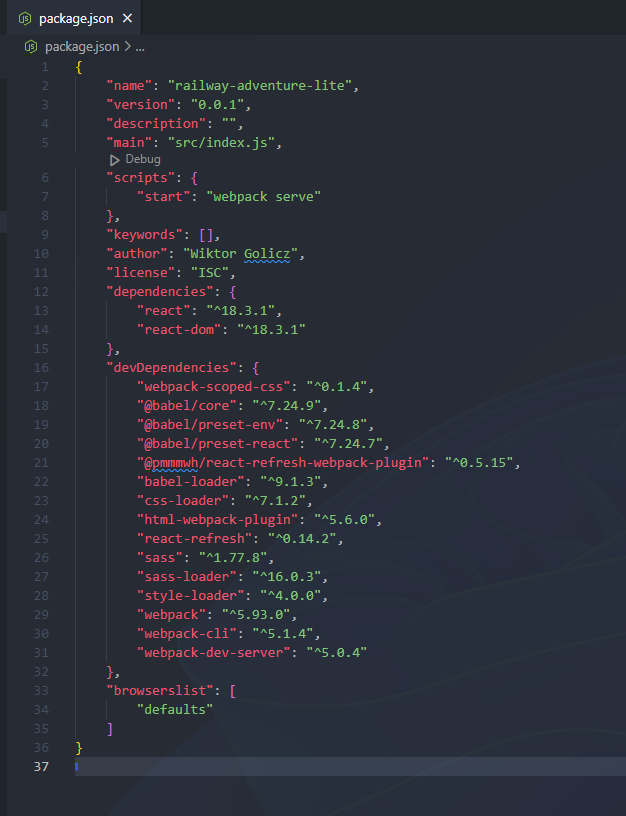 package.json ×
package.json > ...
1 {
2 "name": "railway-adventure-lite",
3 "version": "0.0.1",
4 "description": "",
5 "main": "src/index.js",
Debug
6 "scripts": {
7 "start": "webpack serve"
8 },
9 "keywords": [],
10 "author": "Wiktor Golicz",
11 "license": "ISC",
12 "dependencies": {
13 "react": "^18.3.1",
14 "react-dom": "^18.3.1"
15 },
16 "devDependencies": {
17 "webpack-scoped-css": "^0.1.4",
18 "@babel/core": "^7.24.9",
19 "@babel/preset-env": "^7.24.8",
20 "@babel/preset-react": "^7.24.7",
21 "@pmmmwh/react-refresh-webpack-plugin": "^0.5.15",
22 "babel-loader": "^9.1.3",
23 "css-loader": "^7.1.2",
24 "html-webpack-plugin": "^5.6.0",
25 "react-refresh": "^0.14.2",
26 "sass": "^1.77.8",
27 "sass-loader": "^16.0.3",
28 "style-loader": "^4.0.0",
29 "webpack": "^5.93.0",
30 "webpack-cli": "^5.1.4",
31 "webpack-dev-server": "^5.0.4"
32 },
33 "browserslist": [
34 "defaults"
35 ]
36 }
37